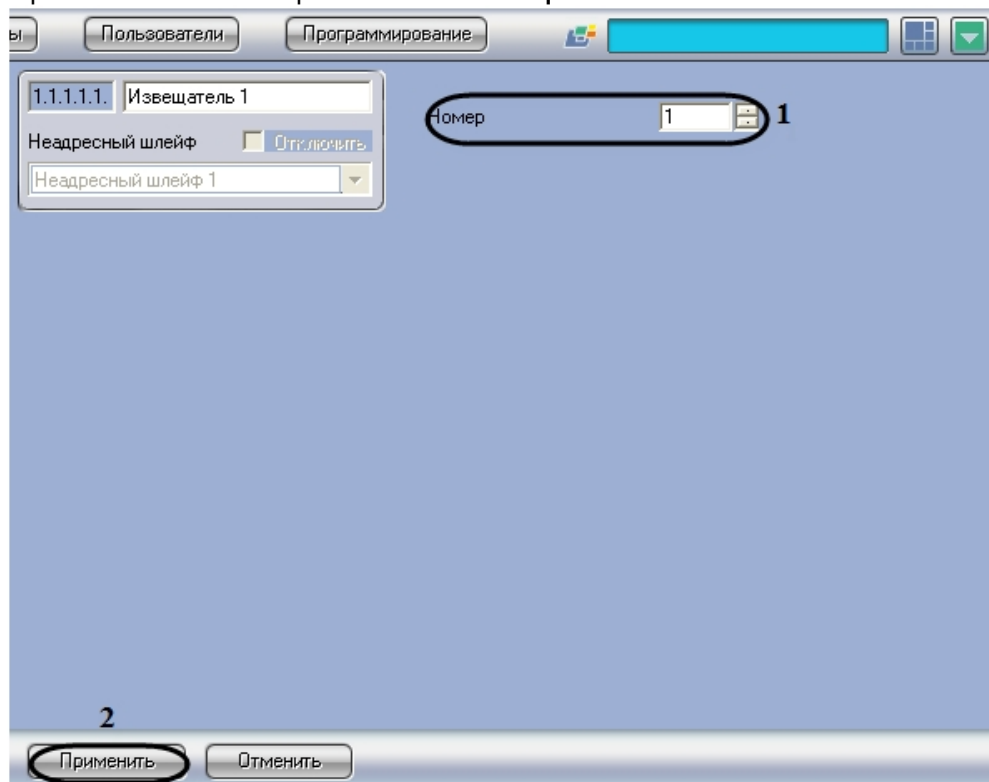 ы Пользователи Программирование
1.1.1.1.1. Извещатель 1
Номер 1 1
Неадресный шлейф Отключить
Неадресный шлейф 1
2
Применить Отменить